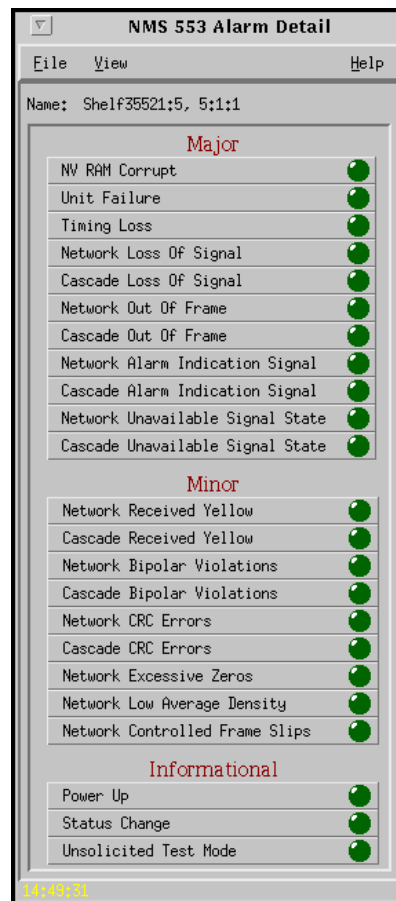 NMS 553 Alarm Detail
File View Help
Name: Shelf35521:5, 5:1:1
Major
NV RAM Corrupt
Unit Failure
Timing Loss
Network Loss Of Signal
Cascade Loss Of Signal
Network Out Of Frame
Cascade Out Of Frame
Network Alarm Indication Signal
Cascade Alarm Indication Signal
Network Unavailable Signal State
Cascade Unavailable Signal State
Minor
Network Received Yellow
Cascade Received Yellow
Network Bipolar Violations
Cascade Bipolar Violations
Network CRC Errors
Cascade CRC Errors
Network Excessive Zeros
Network Low Average Density
Network Controlled Frame Slips
Informational
Power Up
Status Change
Unsolicited Test Mode
14:49:31